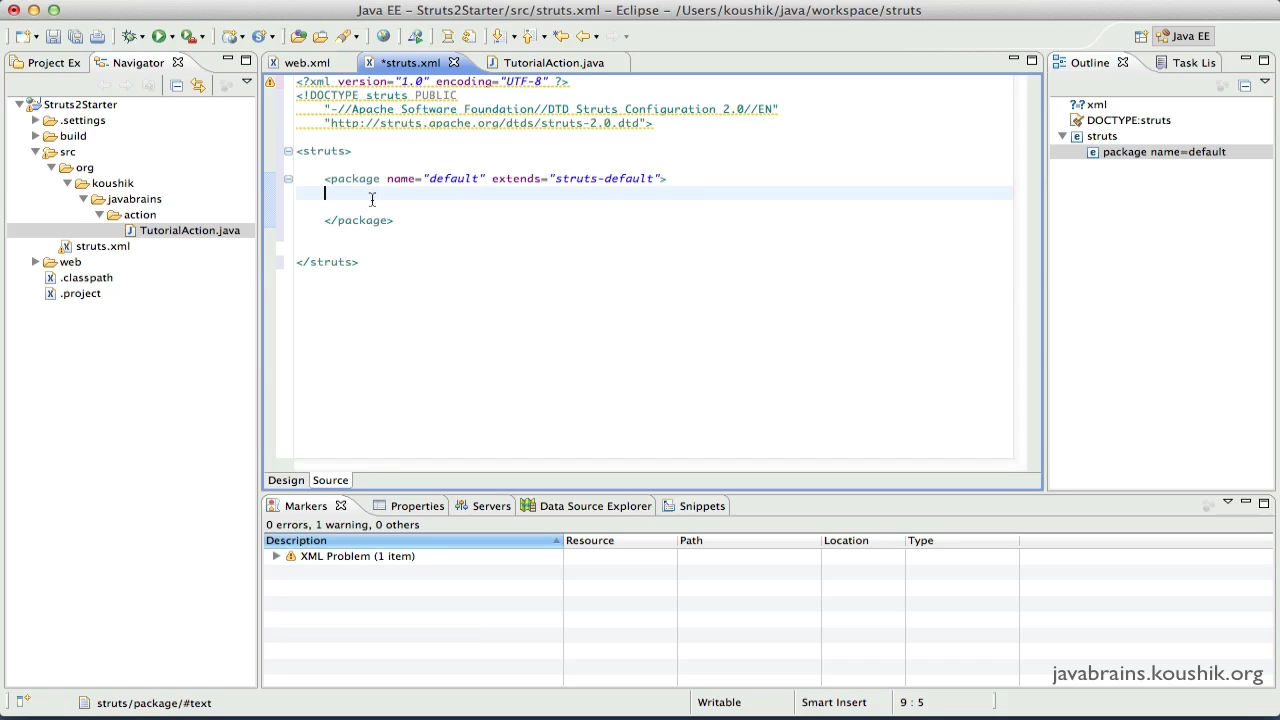 Java EE - Struts2Starter/src/struts.xml - Eclipse - /Users/koushik/java/workspace/struts
Java EE
Project Ex
Navigator
web.xml
*struts.xml
TutorialAction.java
Outline
Task Lis
Struts2Starter
.settings
build
src
org
koushik
javabrains
action
TutorialAction.java
struts.xml
web
.classpath
.project
<?xml version="1.0" encoding="UTF-8" ?>
<!DOCTYPE struts PUBLIC
"-//Apache Software Foundation//DTD Struts Configuration 2.0//EN"
"http://struts.apache.org/dtds/struts-2.0.dtd">
<struts>
<package name="default" extends="struts-default">
</package>
</struts>
xml
DOCTYPE:struts
struts
package name=default
Design
Source
Markers
Properties
Servers
Data Source Explorer
Snippets
0 errors, 1 warning, 0 others
Description
Resource
Path
Location
Type
XML Problem (1 item)
javabrains.koushik.org
struts/package/#text
Writable
Smart Insert
9 : 5